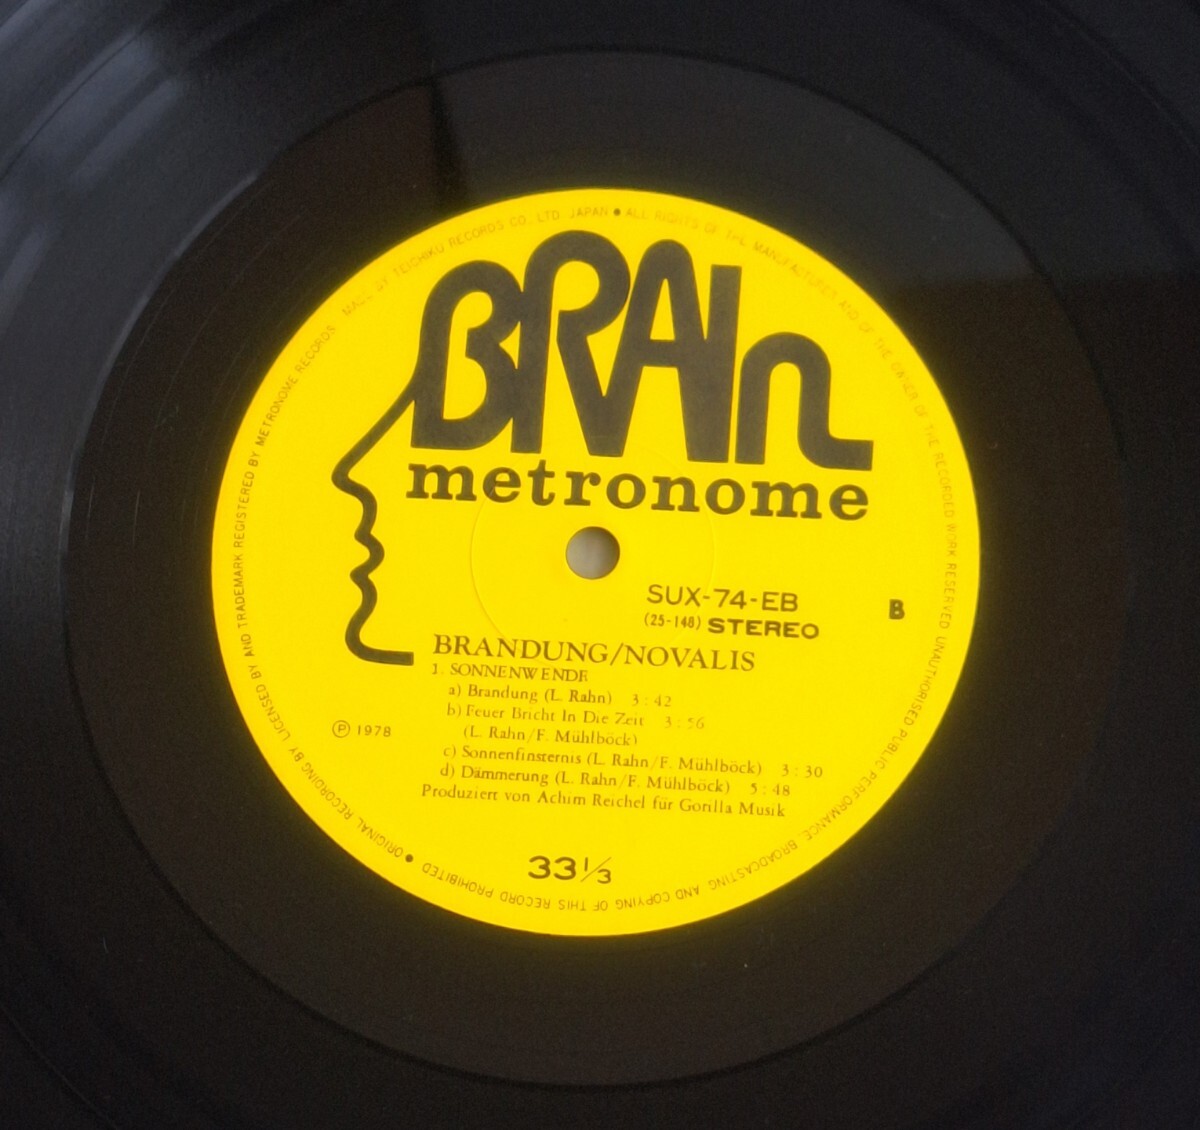 ORIGINAL RECORDING BY LICENSED BY AND TRADEMARK REGISTERED BY METRONOME RECORDS. MADE BY TEICHIKU RECORDS CO., LTD. JAPAN ● ALL RIGHTS OF THE MANUFACTURER AND OF THE OWNER OF THE RECORDED WORK RESERVED UNAUTHORISED PUBLIC PERFORMANCE, BROADCASTING AND COPYING OF THIS RECORD PROHIBITED ●
BRAIn
metronome
SUX-74-EB
B
(25-148) STEREO
BRANDUNG/NOVALIS
1. SONNENWENDE
a) Brandung (L. Rahn) 3:42
b) Feuer Bricht In Die Zeit 3:56
(L. Rahn/F. Mühlböck)
Ⓟ 1978
c) Sonnenfinsternis (L. Rahn/F. Mühlböck) 3:30
d) Dämmerung (L. Rahn/F. Mühlböck) 5:48
Produziert von Achim Reichel für Gorilla Musik
33 1/3